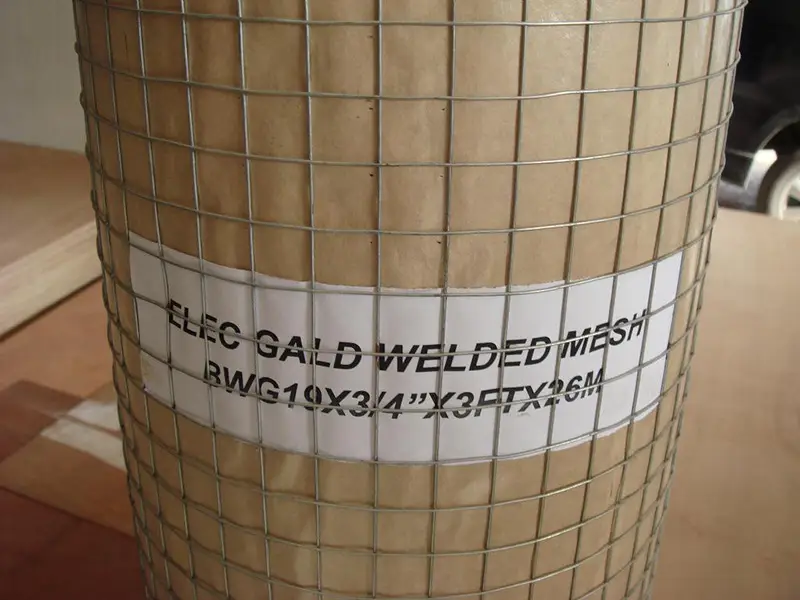 ELEC GALD WELDED MESH
BWG19X3/4”X3FTX26M